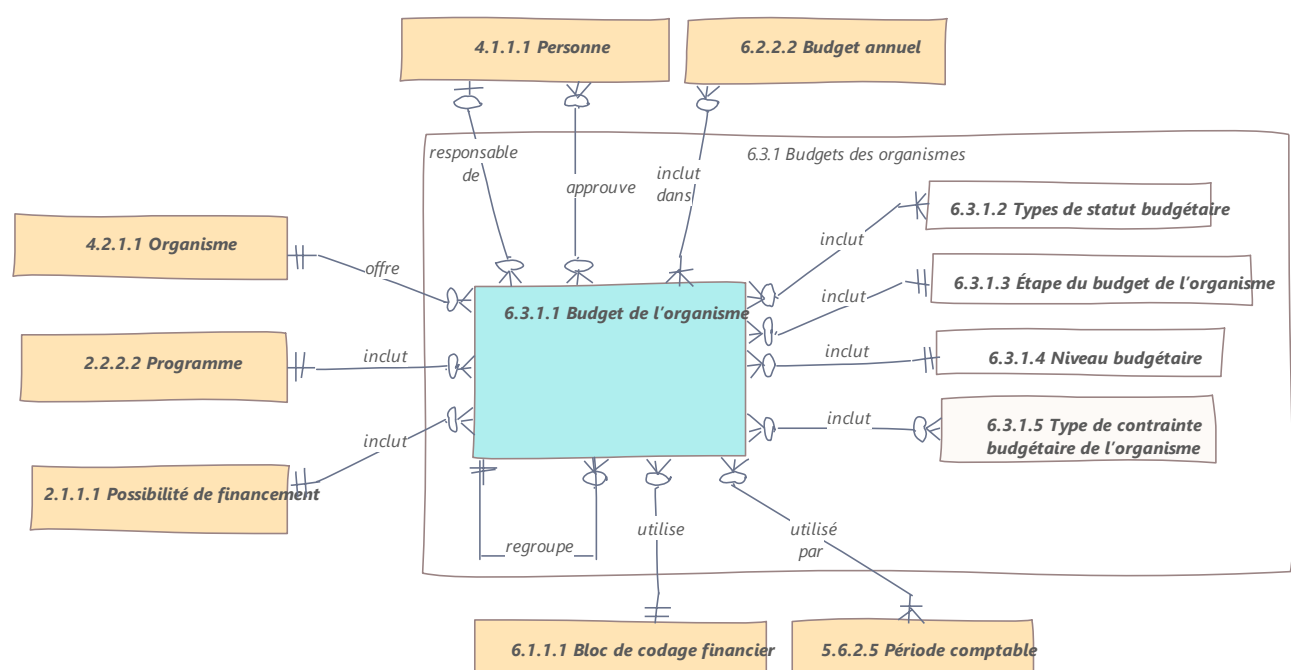 4.1.1.1 Personne
6.2.2.2 Budget annuel
responsable
de
approuve
inclut
dans
6.3.1 Budgets des organismes
6.3.1.2 Types de statut budgétaire
4.2.1.1 Organisme
offre
inclut
6.3.1.3 Étape du budget de l'organisme
inclut
6.3.1.1 Budget de l'organisme
2.2.2.2 Programme
inclut
inclut
6.3.1.4 Niveau budgétaire
inclut
inclut
6.3.1.5 Type de contrainte
budgétaire de l'organisme
2.1.1.1 Possibilité de financement
regroupe
utilise
utilisé
par
6.1.1.1 Bloc de codage financier
5.6.2.5 Période comptable